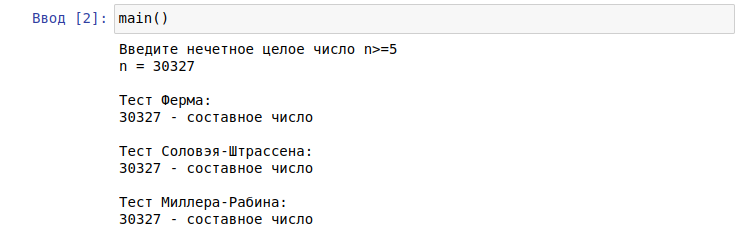 Ввод [2]: main()
Введите нечетное целое число n>=5
n = 30327
Тест Ферма:
30327 - составное число
Тест Соловэя-Штрассена:
30327 - составное число
Тест Миллера-Рабина:
30327 - составное число